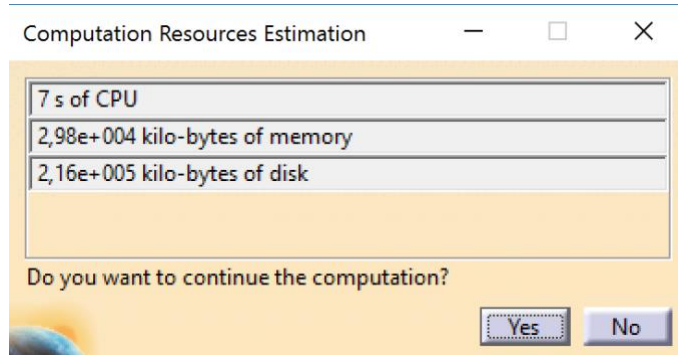 Computation Resources Estimation
7 s of CPU
2,98e+004 kilo-bytes of memory
2,16e+005 kilo-bytes of disk
Do you want to continue the computation?
Yes No